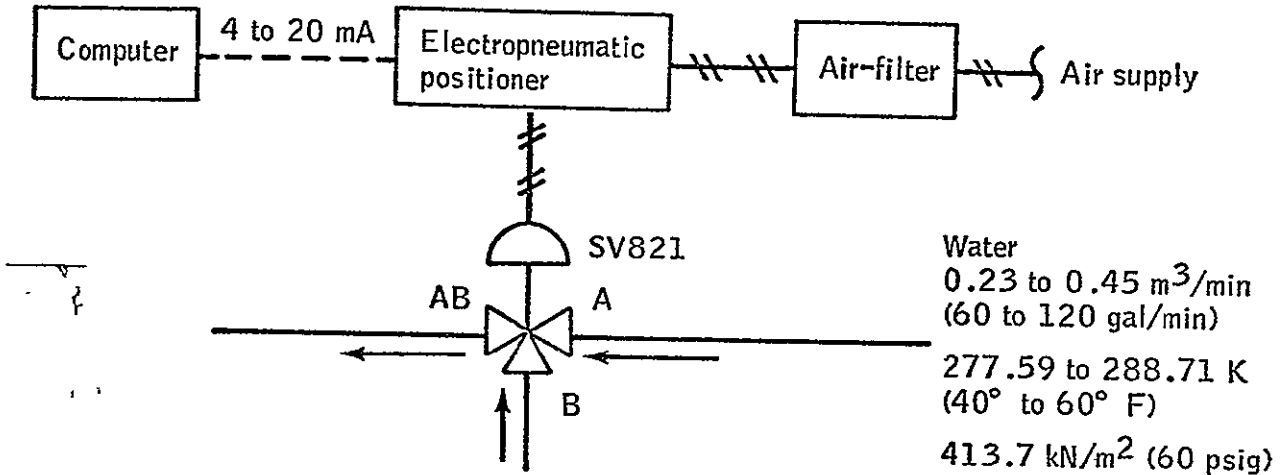 Computer
4 to 20 mA
Electropneumatic
positioner
Air-filter
Air supply
SV821
AB
A
B
Water
0.23 to 0.45 m³/min
(60 to 120 gal/min)
277.59 to 288.71 K
(40° to 60° F)
413.7 kN/m² (60 psig)